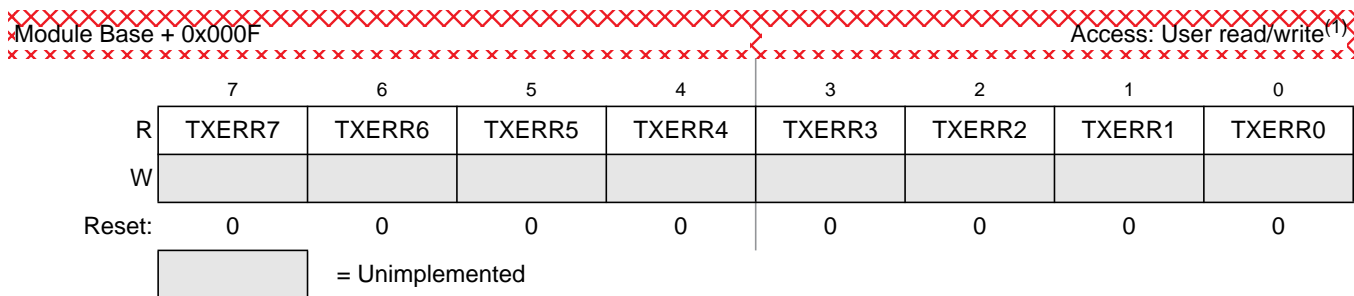 Module Base + 0x000F Access: User read/write(1)
7 6 5 4 3 2 1 0
R TXERR7 TXERR6 TXERR5 TXERR4 TXERR3 TXERR2 TXERR1 TXERR0
W
Reset: 0 0 0 0 0 0 0 0
= Unimplemented